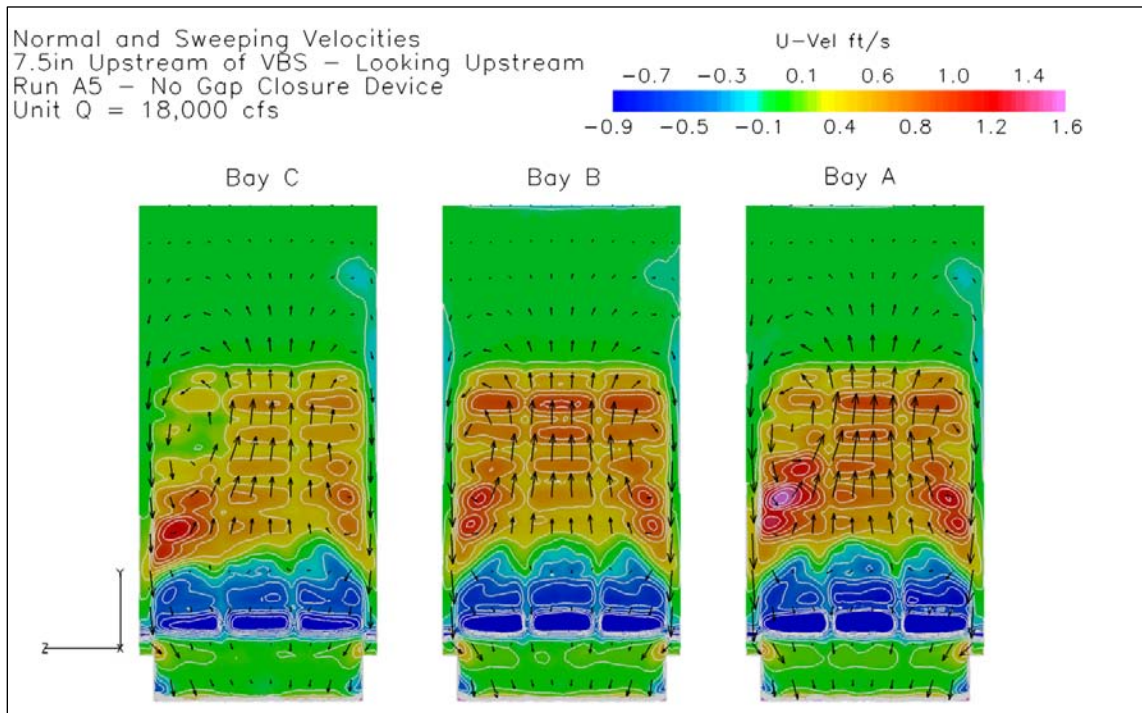 Normal and Sweeping Velocities
7.5in Upstream of VBS – Looking Upstream
Run A5 – No Gap Closure Device
Unit Q = 18,000 cfs
U-Vel ft/s
-0.7 -0.3 0.1 0.6 1.0 1.4
-0.9 -0.5 -0.1 0.4 0.8 1.2 1.6
Bay C Bay B Bay A
Y
Z X